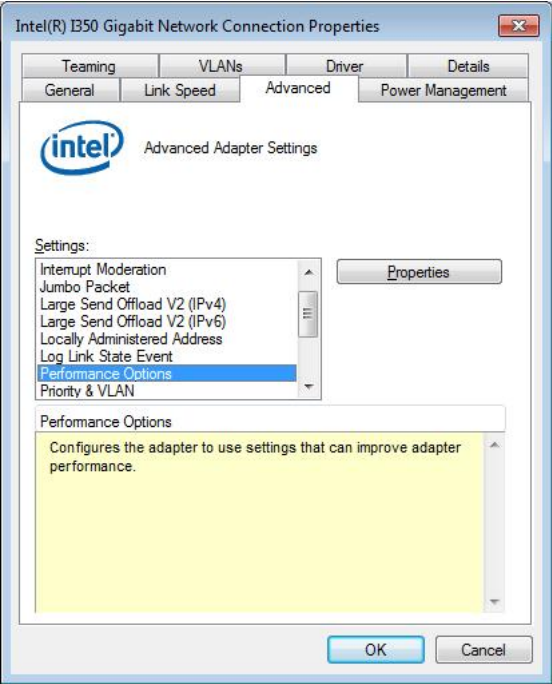 Intel(R) I350 Gigabit Network Connection Properties
Teaming VLANs Driver Details
General Link Speed Advanced Power Management
intel Advanced Adapter Settings
Settings:
Interrupt Moderation
Properties
Jumbo Packet
Large Send Offload V2 (IPv4)
Large Send Offload V2 (IPv6)
Locally Administered Address
Log Link State Event
Performance Options
Priority & VLAN
Performance Options
Configures the adapter to use settings that can improve adapter
performance.
OK Cancel